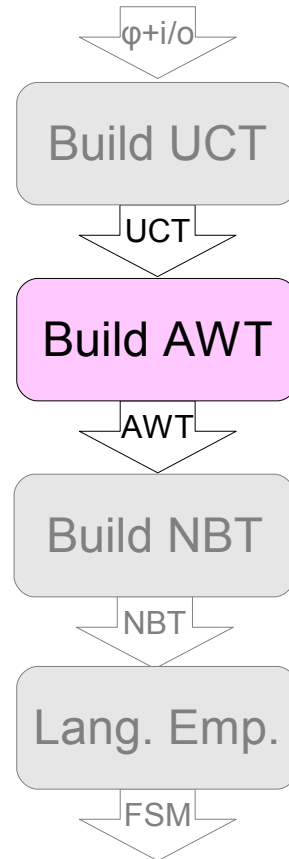 φ+i/o
Build UCT
UCT
Build AWT
AWT
Build NBT
NBT
Lang. Emp.
FSM